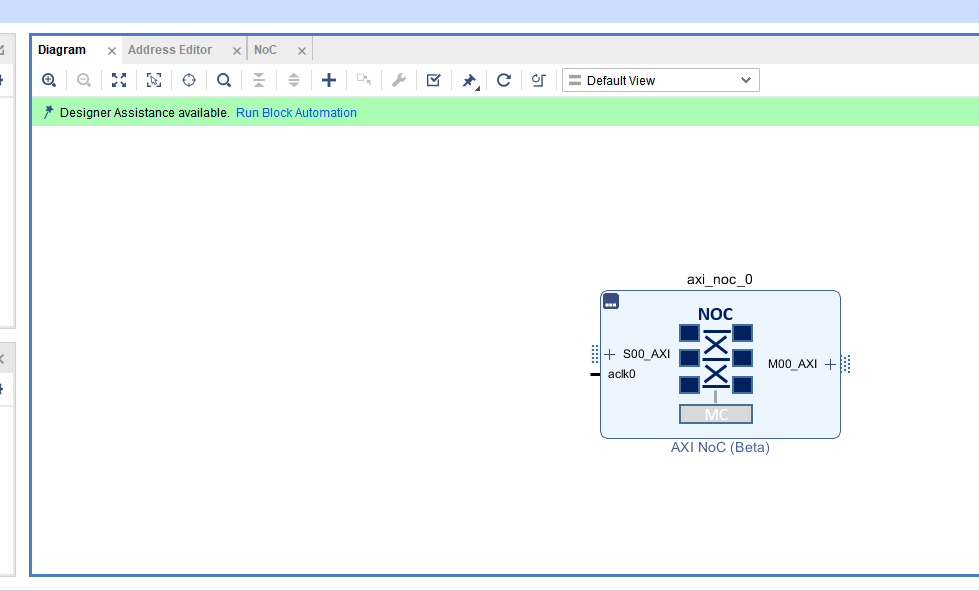 Diagram
Address Editor
NoC
Default View
Designer Assistance available. Run Block Automation
axi_noc_0
NOC
S00_AXI
aclk0
M00_AXI
MC
AXI NoC (Beta)